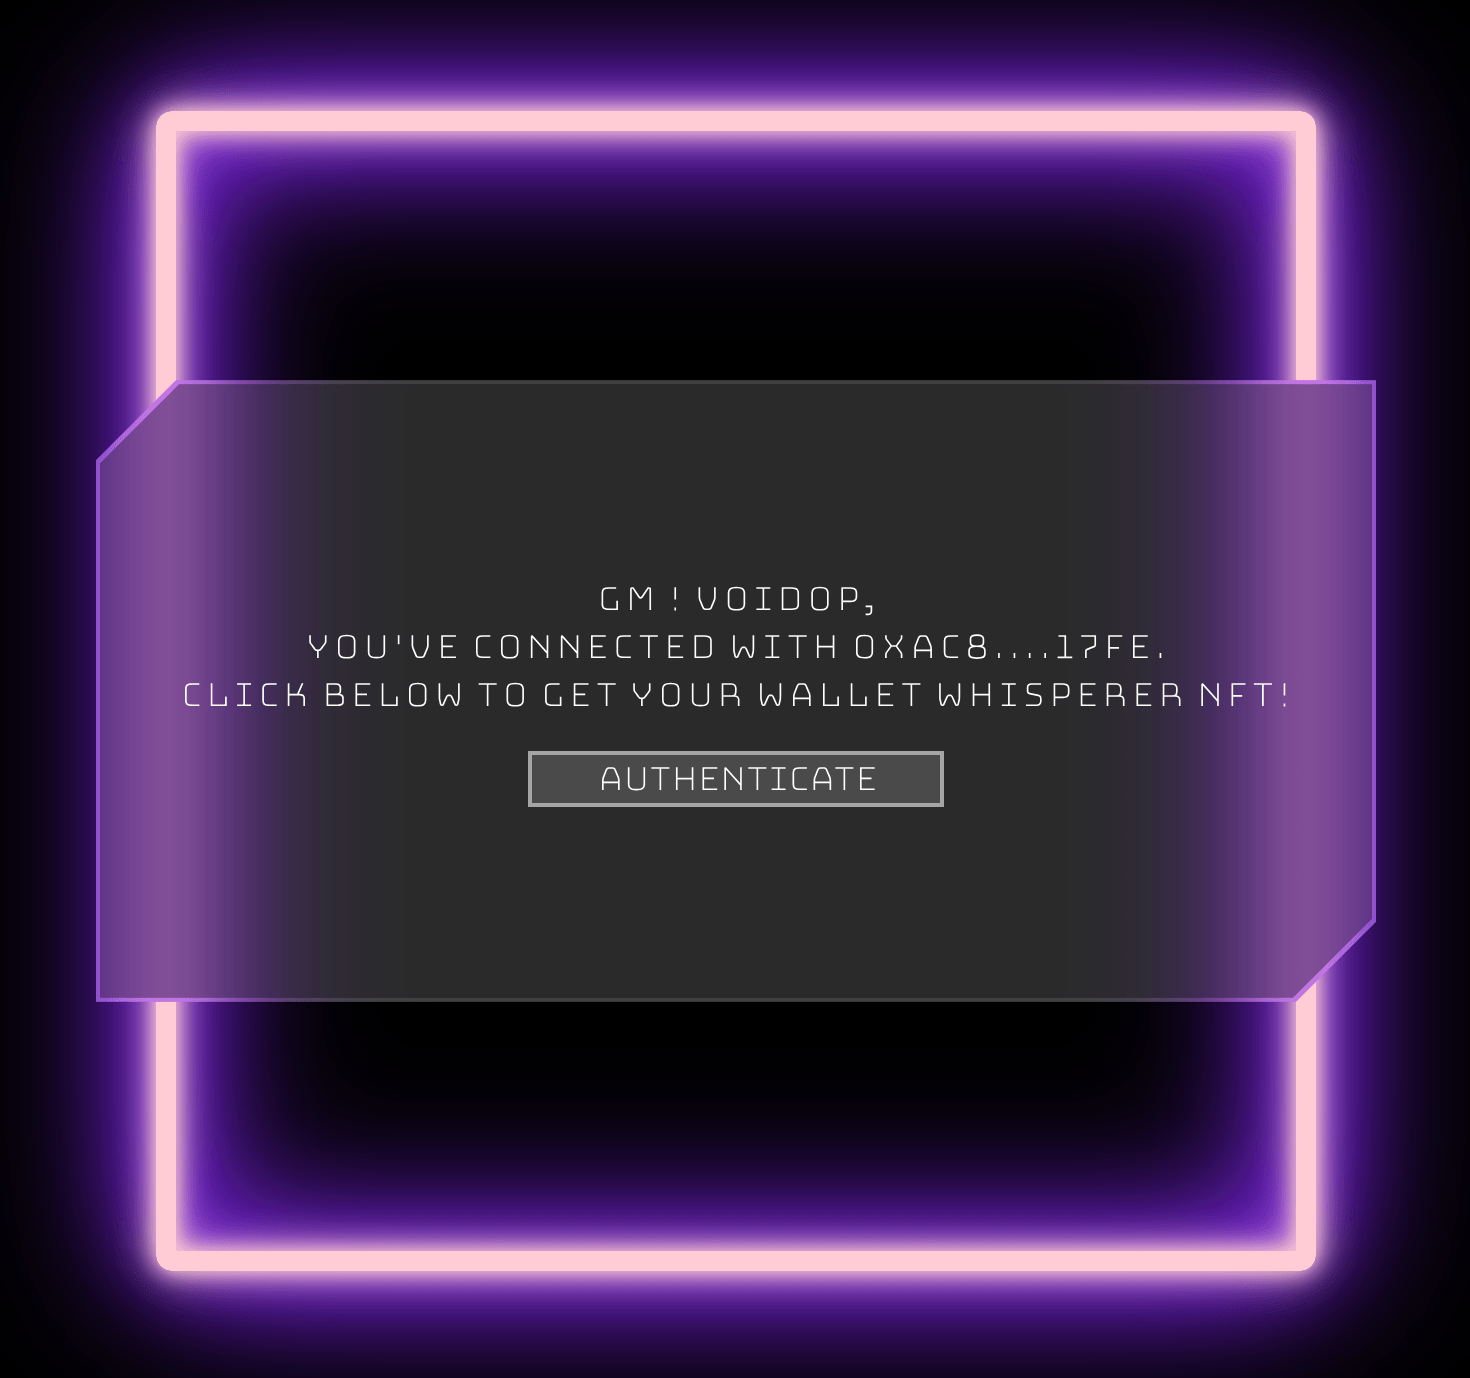 GM ! VOIDOP,
YOU'VE CONNECTED WITH 0XAC8....17FE.
CLICK BELOW TO GET YOUR WALLET WHISPERER NFT!
AUTHENTICATE